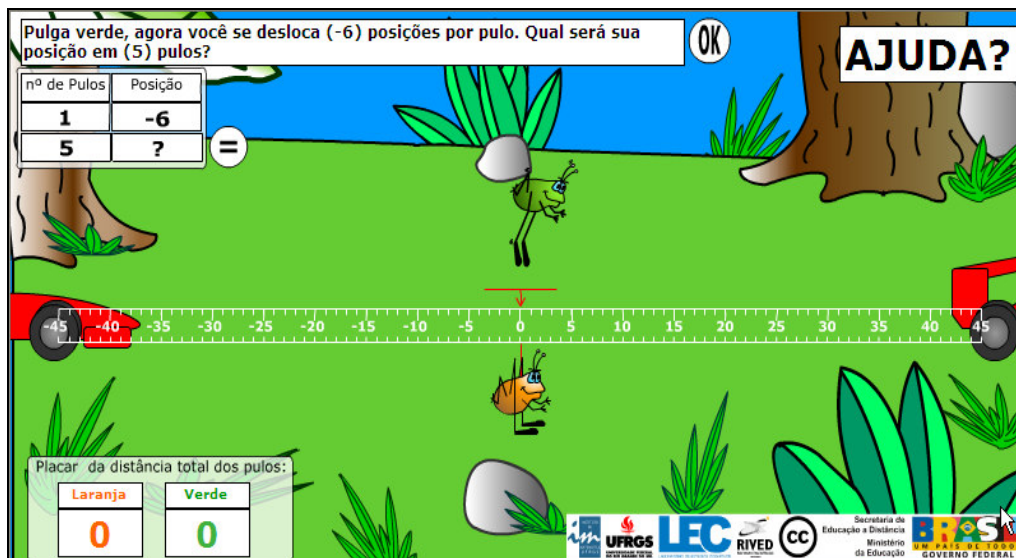 Pulga verde, agora você se desloca (-6) posições por pulo. Qual será sua
posição em (5) pulos?
OK
AJUDA?
nº de Pulos Posição
1 -6
5 ?
=
-45 -40 -35 -30 -25 -20 -15 -10 -5 0 5 10 15 20 25 30 35 40 45
Placar da distância total dos pulos:
Laranja Verde
0 0
im
UFRGS
LEC
RIVED
cc
Secretaria de
Educação a Distância
Ministério
da Educação
BRASIL
UM PAÍS DE TODOS
GOVERNO FEDERAL